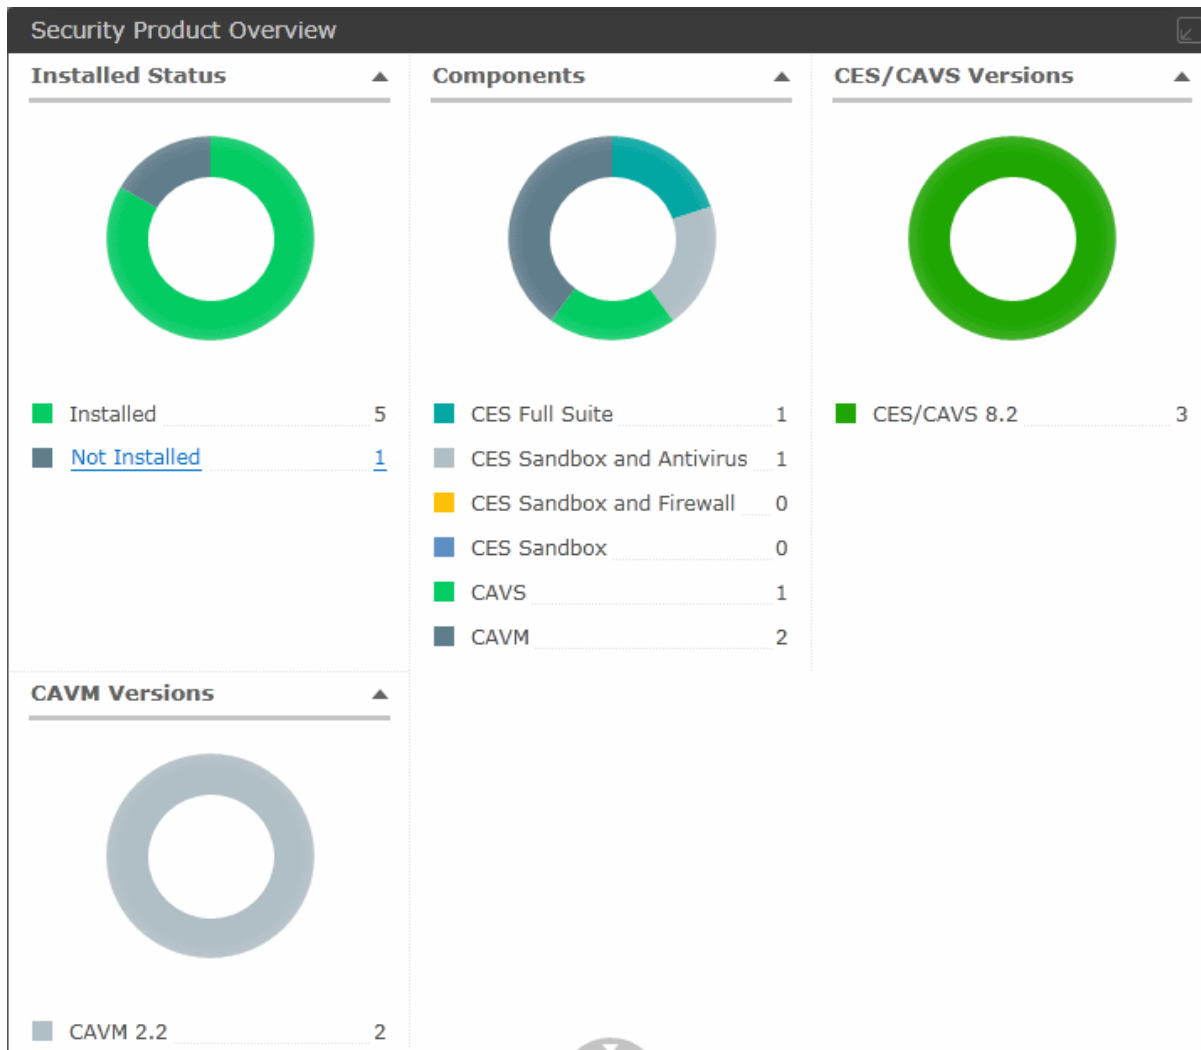 Security Product Overview
Installed Status
Installed 5
Not Installed 1
Components
CES Full Suite 1
CES Sandbox and Antivirus 1
CES Sandbox and Firewall 0
CES Sandbox 0
CAVS 1
CAVM 2
CES/CAVS Versions
CES/CAVS 8.2 3
CAVM Versions
CAVM 2.2 2